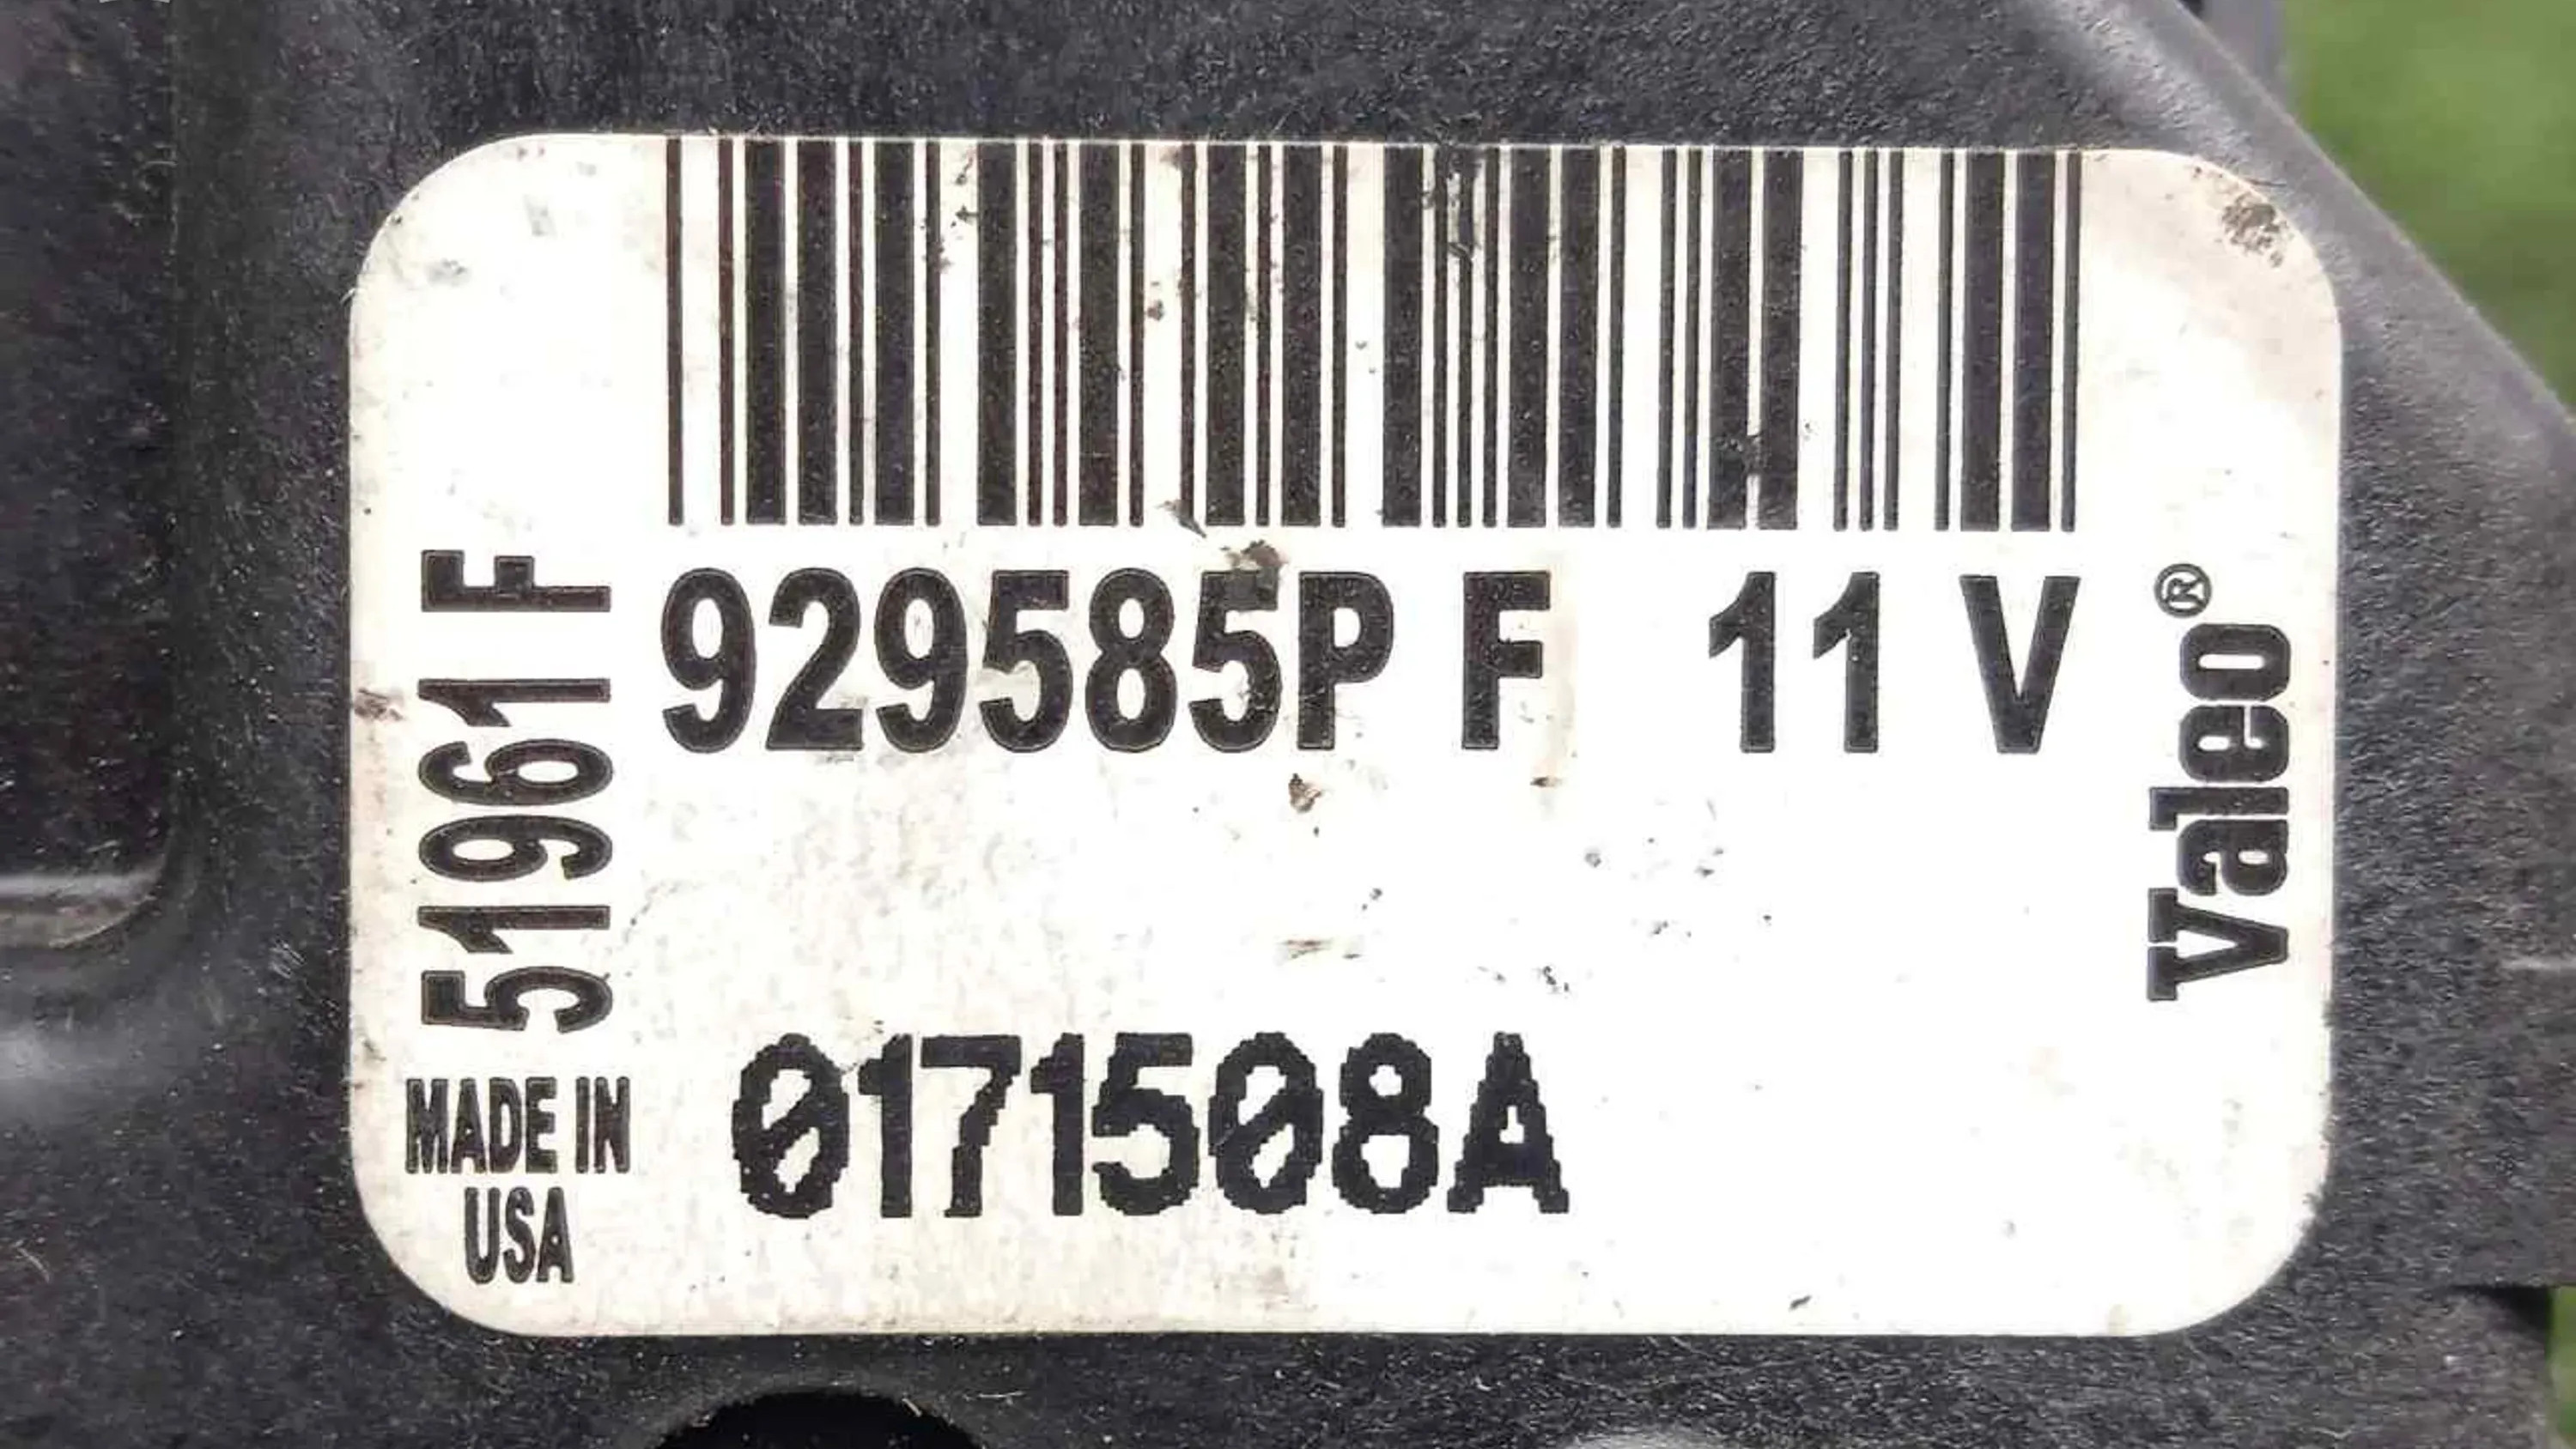 929585P F 11 V
51961 F
MADE IN
USA
0171508A
Valeo®